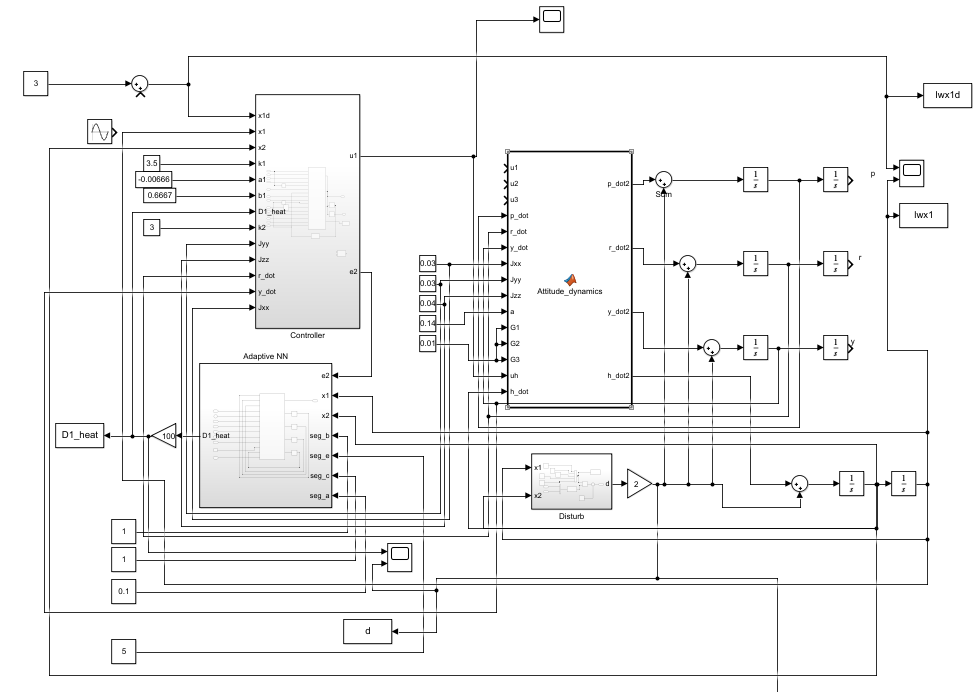 3
lwx1d
x1d
x1
x2
k1
a1
b1
D1_heat
k2
Jyy
Jzz
r_dot
y_dot
Jxx
u1
e2
3.5
-0.00666
0.6667
3
Controller
u1
u2
u3
p_dot
r_dot
y_dot
Jxx
Jyy
Jzz
a
G1
G2
G3
uh
h_dot
p_dot2
r_dot2
y_dot2
h_dot2
Attitude_dynamics
0.03
0.03
0.04
0.14
0.01
Sum
1
s
1
s
p
1
s
1
s
r
1
s
1
s
y
lwx1
Adaptive NN
e2
x1
x2
seg_b
seg_e
seg_c
seg_a
D1_heat
100
D1_heat
x1
x2
d
Disturb
2
1
s
1
s
1
1
0.1
d
5